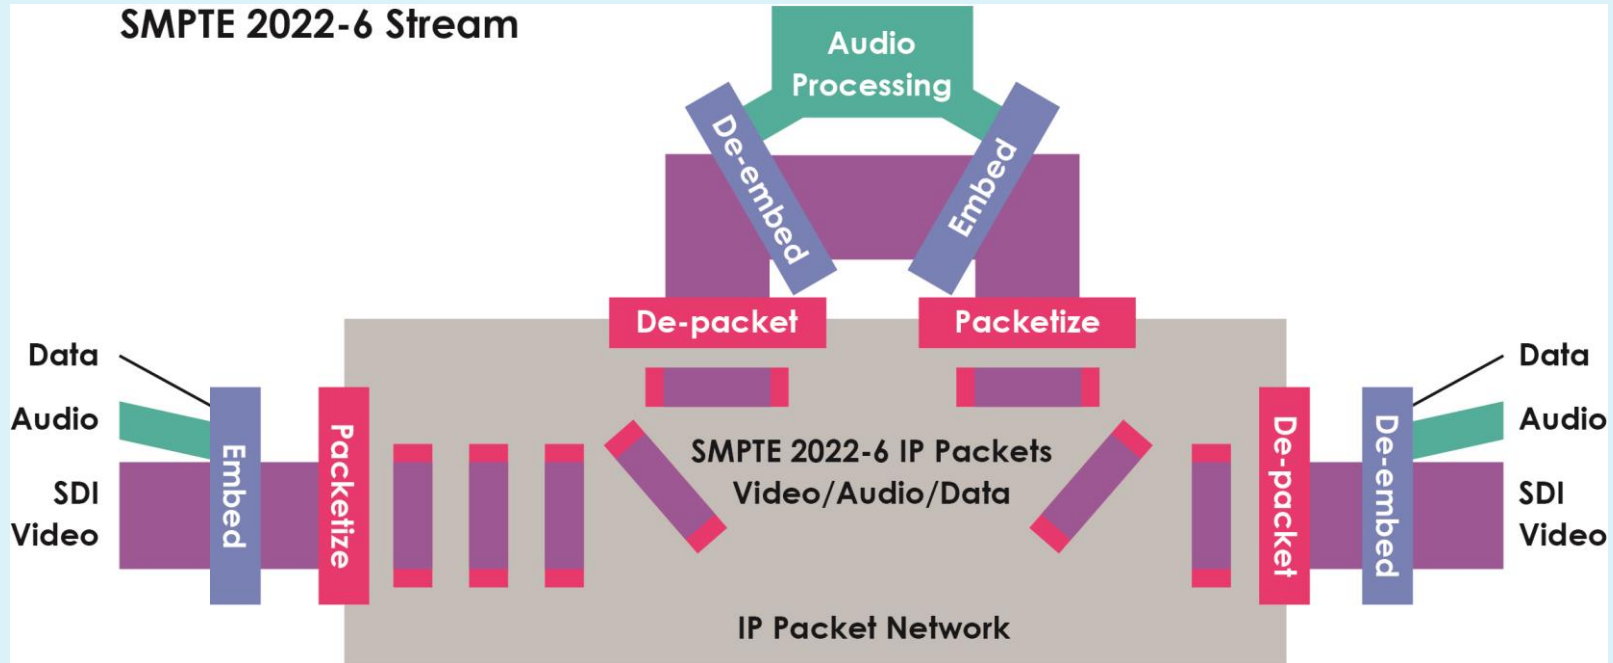 SMPTE 2022-6 Stream
Audio
Processing
De-embed
Embed
De-packet
Packetize
Data
Audio
SDI
Video
Embed
Packetize
SMPTE 2022-6 IP Packets
Video/Audio/Data
IP Packet Network
De-packet
De-embed
Data
Audio
SDI
Video